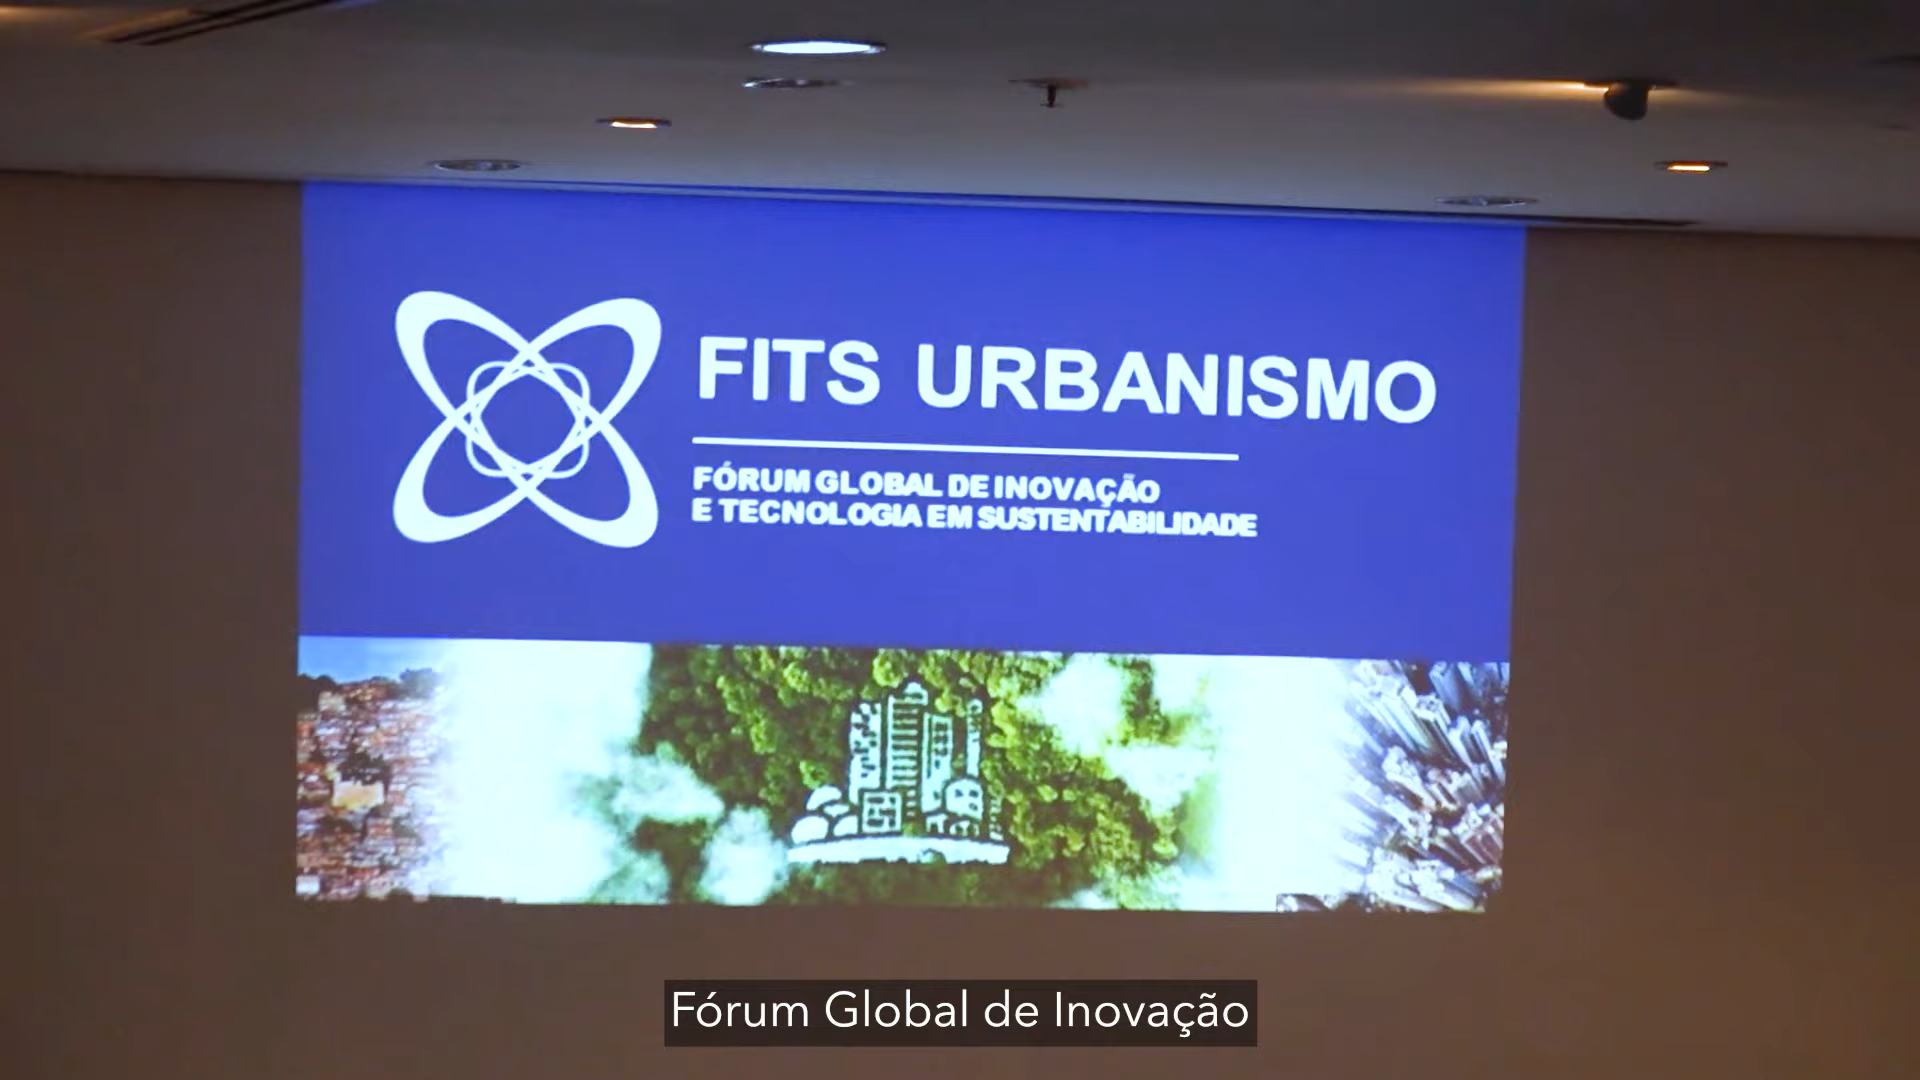 FITS URBANISMO
FÓRUM GLOBAL DE INOVAÇÃO
E TECNOLOGIA EM SUSTENTABILIDADE
Fórum Global de Inovação